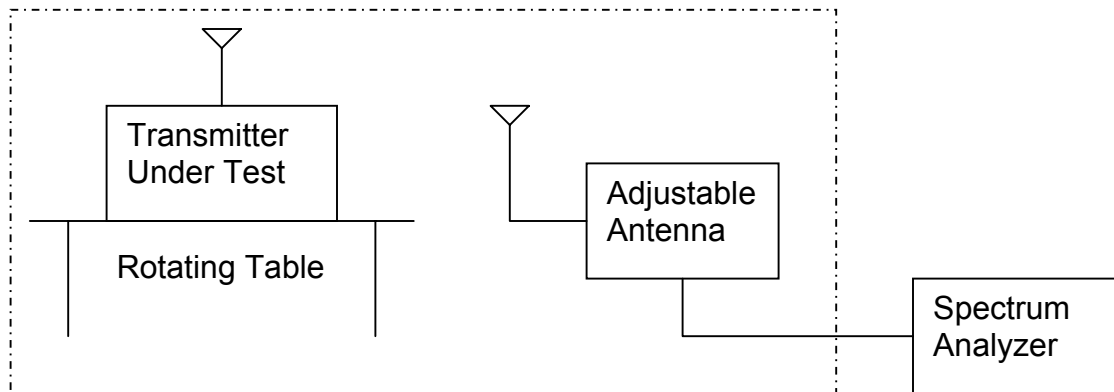 Transmitter
Under Test
Rotating Table
Adjustable
Antenna
Spectrum
Analyzer